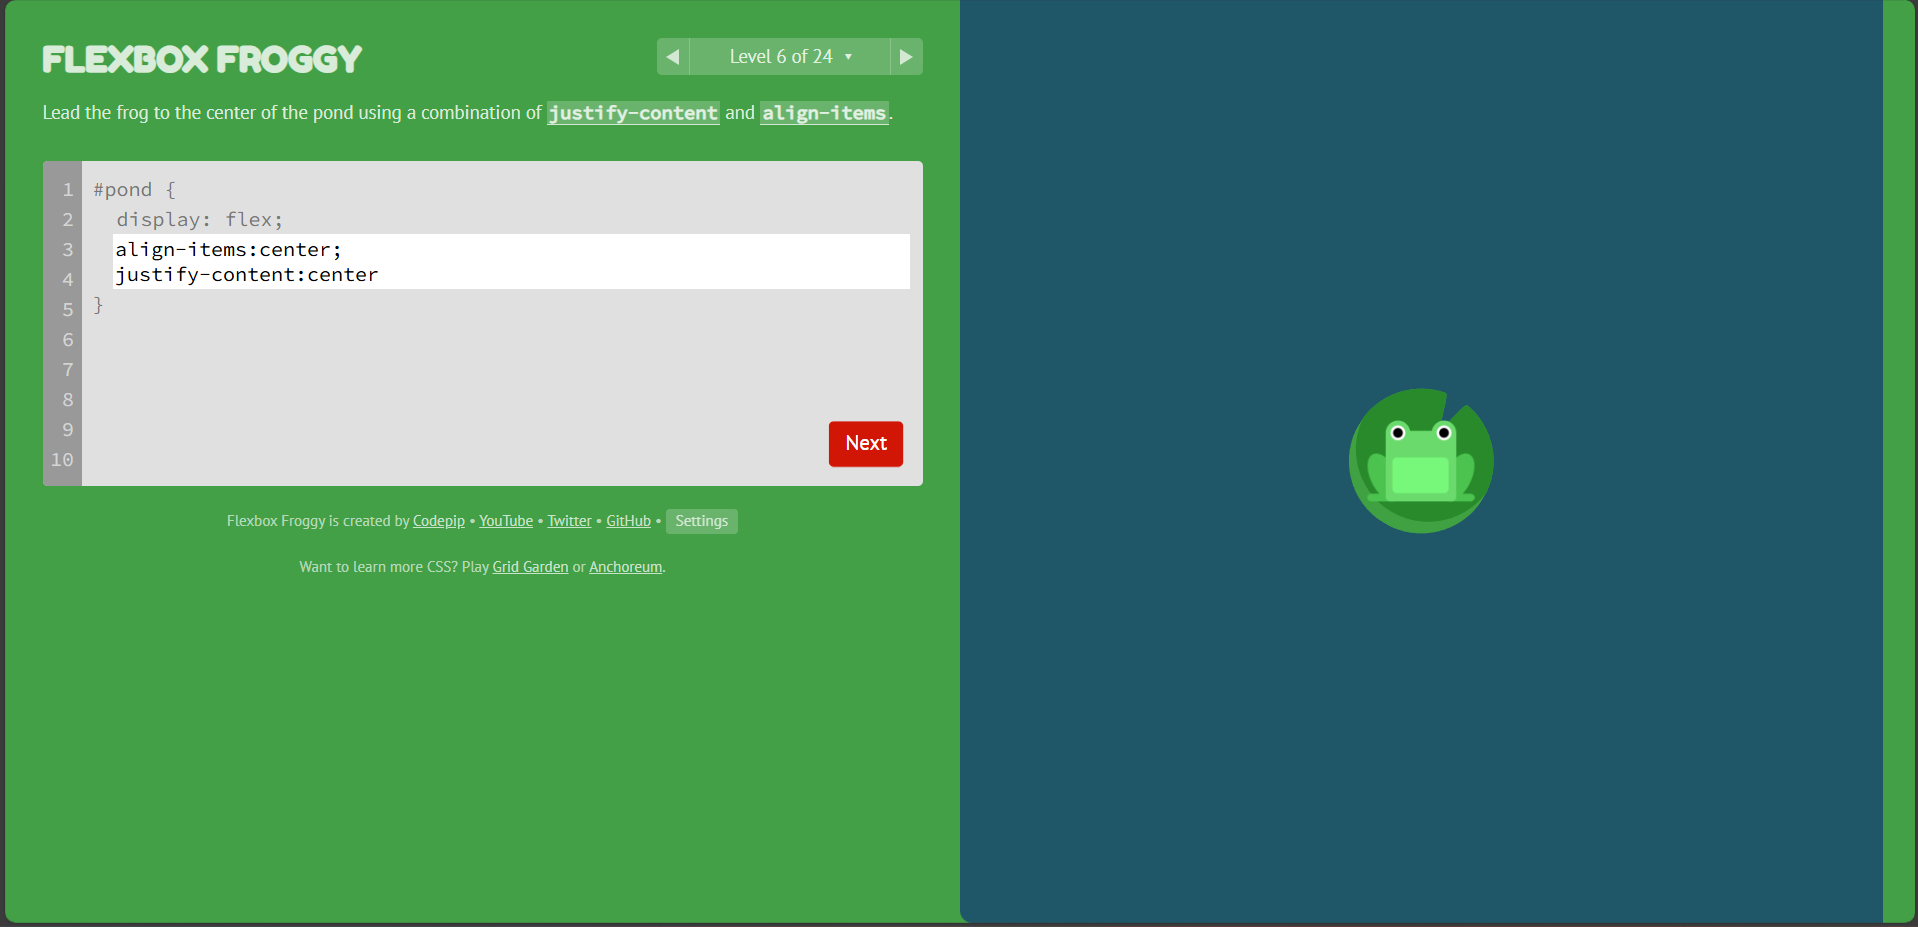 FLEXBOX FROGGY
◀ Level 6 of 24 ▼ ▶
Lead the frog to the center of the pond using a combination of justify-content and align-items.
1 #pond {
2 display: flex;
3 align-items:center;
4 justify-content:center
5 }
6
7
8
9
10
Next
Flexbox Froggy is created by Codepip • YouTube • Twitter • GitHub • Settings
Want to learn more CSS? Play Grid Garden or Anchoreum.